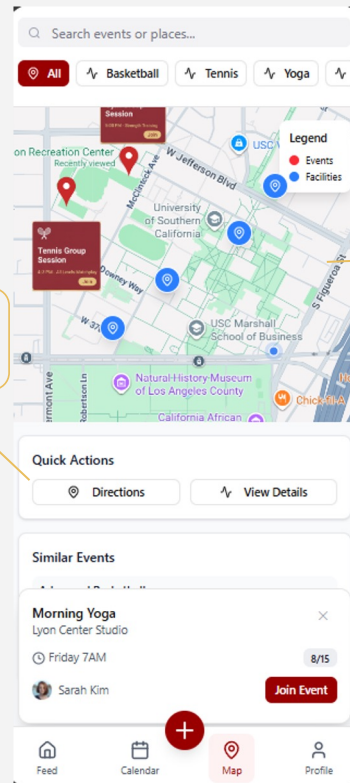 Search events or places...
All
Basketball
Tennis
Yoga
Session
Join
Legend
Events
Facilities
on Recreation Center
Recently viewed
USC
McClintock Ave
W Jefferson Blvd
University
of Southern
California
Tennis Group
Session
Join
Downey Way
S Figueroa St
W 37
USC Marshall
School of Business
Natural History Museum
of Los Angeles County
Chick-fil-A
California African
ermont Ave
Robertson Ln
Quick Actions
Directions
View Details
Similar Events
Morning Yoga
Lyon Center Studio
Friday 7AM
8/15
Sarah Kim
Join Event
Feed
Calendar
Map
Profile